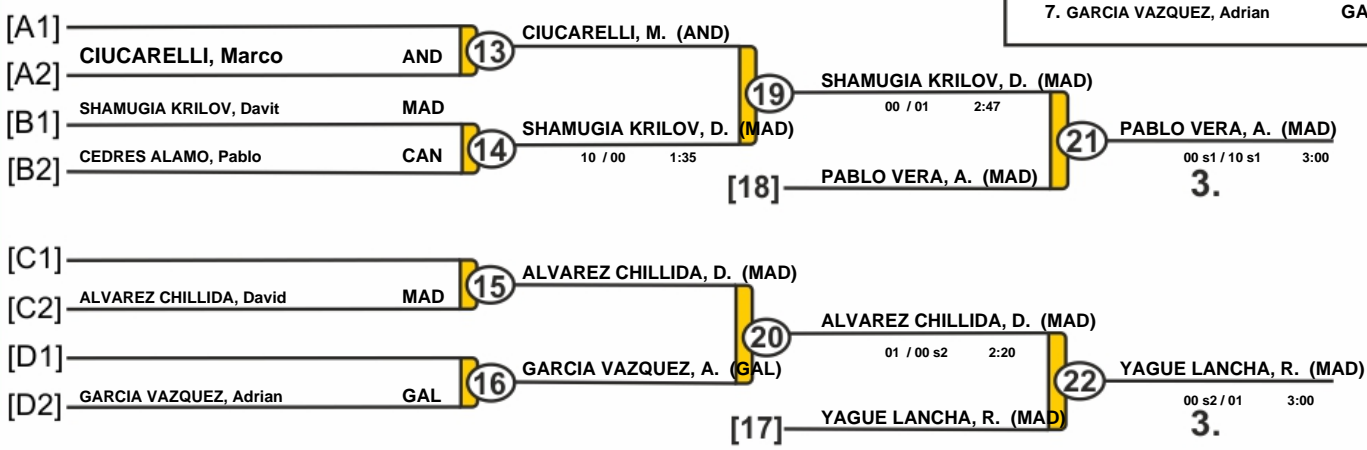 7. GARCIA VAZQUEZ, Adrian GA
[A1]
CIUCARELLI, M. (AND)
CIUCARELLI, Marco AND 13
[A2]
SHAMUGIA KRILOV, D. (MAD)
19
00 / 01 2:47
SHAMUGIA KRILOV, Davit MAD
[B1]
SHAMUGIA KRILOV, D. (MAD)
PABLO VERA, A. (MAD)
21
CEDRES ALAMO, Pablo CAN 14
10 / 00 1:35
00 s1 / 10 s1 3:00
[B2]
[18] PABLO VERA, A. (MAD)
3.
[C1]
ALVAREZ CHILLIDA, D. (MAD)
ALVAREZ CHILLIDA, David MAD 15
[C2]
ALVAREZ CHILLIDA, D. (MAD)
20
01 / 00 s2 2:20
[D1]
GARCIA VAZQUEZ, A. (GAL)
YAGUE LANCHA, R. (MAD)
22
GARCIA VAZQUEZ, Adrian GAL 16
00 s2 / 01 3:00
[D2]
[17] YAGUE LANCHA, R. (MAD)
3.